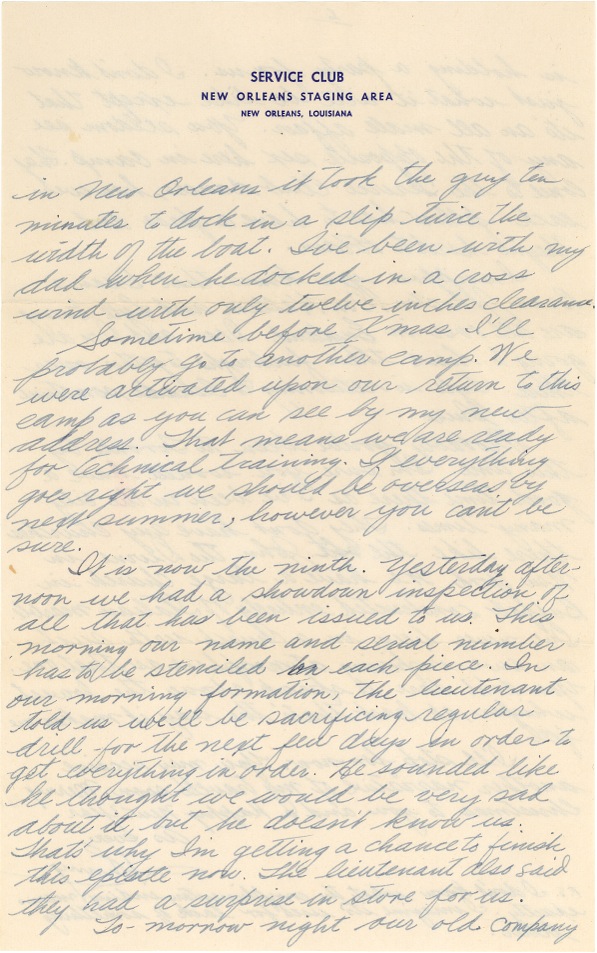 SERVICE CLUB
NEW ORLEANS STAGING AREA
NEW ORLEANS, LOUISIANA
in New Orleans it took the guy ten
minutes to dock in a slip twice the
width of the boat. I've been with my
dad when he docked in a cross
wind with only twelve inches clearance.
Sometime before Xmas I'll
probably go to another camp. We
were activated upon our return to this
camp as you can see by my new
address. That means we are ready
for technical training. If everything
goes right we should be overseas by
next summer, however you can't be
sure.
It is now the ninth. Yesterday after-
noon we had a showdown inspection of
all that has been issued to us. This
morning our name and serial number
has to be stenciled on each piece. In
our morning formation, the lieutenant
told us we'll be sacrificing regular
drill for the next few days in order to
get everything in order. He sounded like
he thought we would be very sad
about it, but he doesn't know us.
That's why I'm getting a chance to finish
this epistle now. The lieutenant also said
they had a surprise in store for us.
To-morrow night our old company